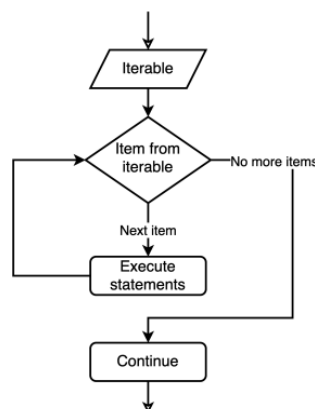 Iterable
Item from
iterable
No more items
Next item
Execute
statements
Continue